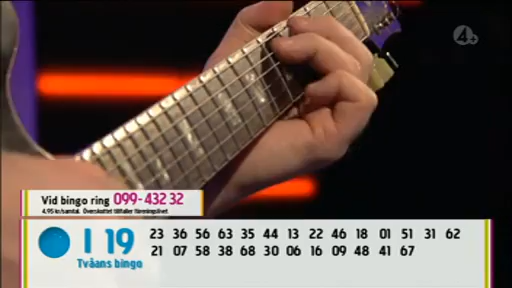 4+
Vid bingo ring 099-432 32
4,95 kr/samtal. Överskottet tillfaller föreningslivet.
I 19 23 36 56 63 35 44 13 22 46 18 01 51 31 62
Tvåans bingo 21 07 58 38 68 30 06 16 09 48 41 67